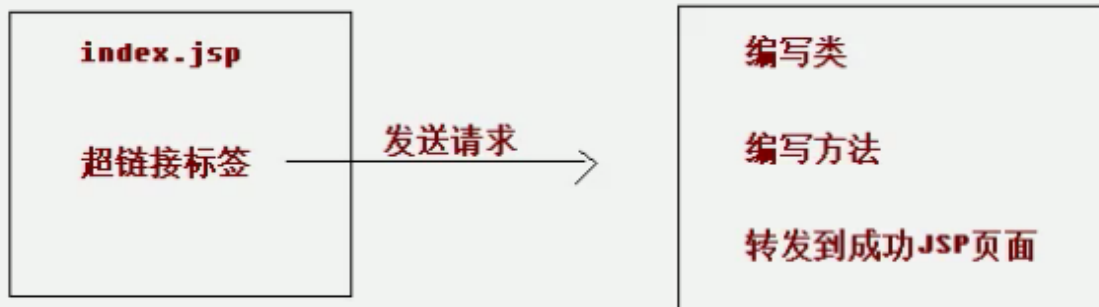 index.jsp
超链接标签
发送请求
编写类
编写方法
转发到成功JSP页面